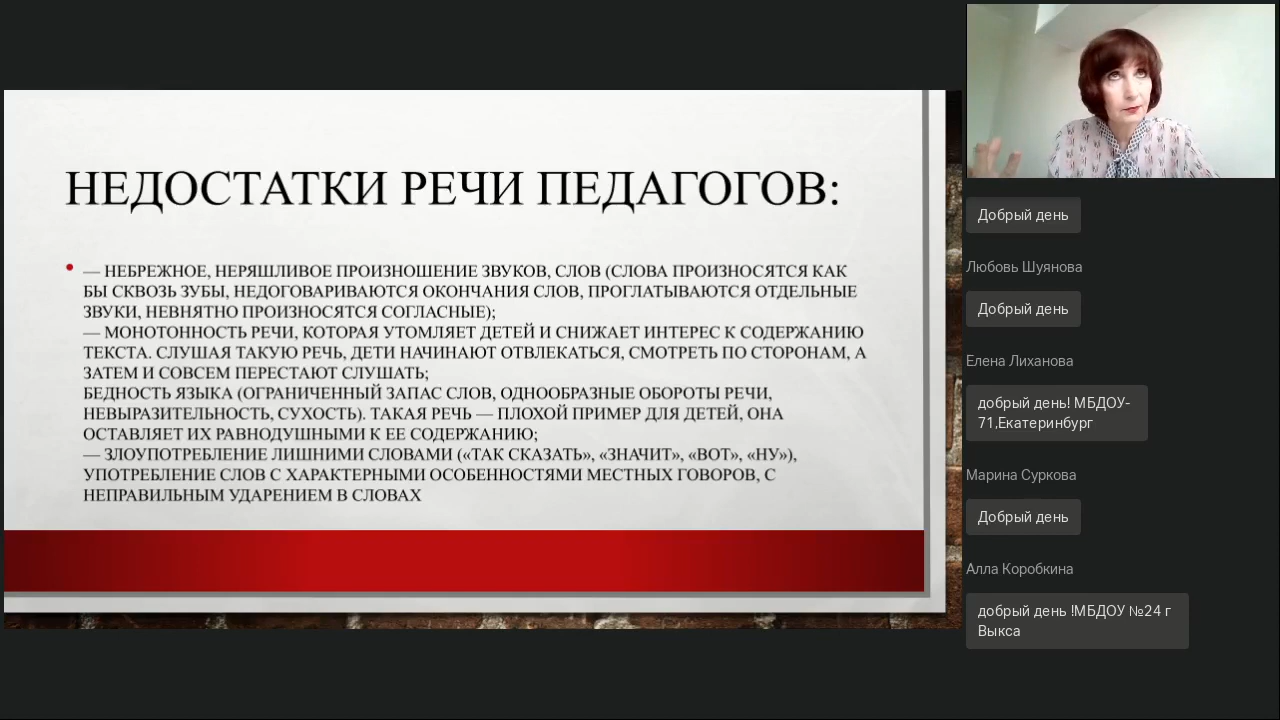 НЕДОСТАТКИ РЕЧИ ПЕДАГОГОВ:
• — НЕБРЕЖНОЕ, НЕРЯШЛИВОЕ ПРОИЗНОШЕНИЕ ЗВУКОВ, СЛОВ (СЛОВА ПРОИЗНОСЯТСЯ КАК
БЫ СКВОЗЬ ЗУБЫ, НЕДОГОВАРИВАЮТСЯ ОКОНЧАНИЯ СЛОВ, ПРОГЛАТЫВАЮТСЯ ОТДЕЛЬНЫЕ
ЗВУКИ, НЕВНЯТНО ПРОИЗНОСЯТСЯ СОГЛАСНЫЕ);
— МОНОТОННОСТЬ РЕЧИ, КОТОРАЯ УТОМЛЯЕТ ДЕТЕЙ И СНИЖАЕТ ИНТЕРЕС К СОДЕРЖАНИЮ
ТЕКСТА. СЛУШАЯ ТАКУЮ РЕЧЬ, ДЕТИ НАЧИНАЮТ ОТВЛЕКАТЬСЯ, СМОТРЕТЬ ПО СТОРОНАМ, А
ЗАТЕМ И СОВСЕМ ПЕРЕСТАЮТ СЛУШАТЬ;
БЕДНОСТЬ ЯЗЫКА (ОГРАНИЧЕННЫЙ ЗАПАС СЛОВ, ОДНООБРАЗНЫЕ ОБОРОТЫ РЕЧИ,
НЕВЫРАЗИТЕЛЬНОСТЬ, СУХОСТЬ). ТАКАЯ РЕЧЬ — ПЛОХОЙ ПРИМЕР ДЛЯ ДЕТЕЙ, ОНА
ОСТАВЛЯЕТ ИХ РАВНОДУШНЫМИ К ЕЕ СОДЕРЖАНИЮ;
— ЗЛОУПОТРЕБЛЕНИЕ ЛИШНИМИ СЛОВАМИ («ТАК СКАЗАТЬ», «ЗНАЧИТ», «ВОТ», «НУ»),
УПОТРЕБЛЕНИЕ СЛОВ С ХАРАКТЕРНЫМИ ОСОБЕННОСТЯМИ МЕСТНЫХ ГОВОРОВ, С
НЕПРАВИЛЬНЫМ УДАРЕНИЕМ В СЛОВАХ
Добрый день
Любовь Шуянова
Добрый день
Елена Лиханова
добрый день! МБДОУ-
71,Екатеринбург
Марина Суркова
Добрый день
Алла Коробкина
добрый день !МБДОУ №24 г
Выкса